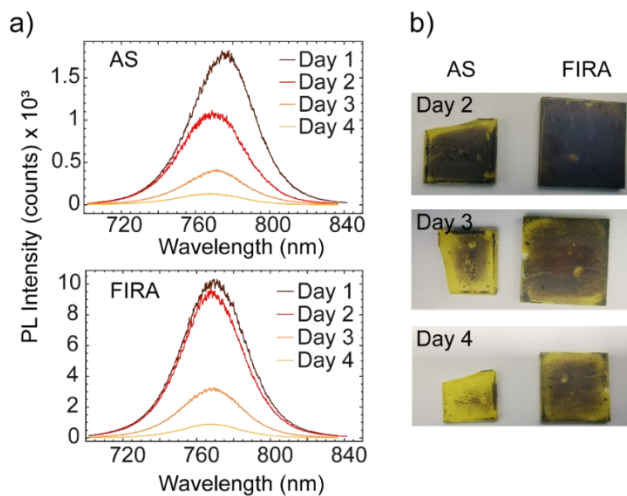 a)
AS
Day 1
Day 2
Day 3
Day 4
1.5
1
0.5
0
720 760 800 840
Wavelength (nm)
PL Intensity (counts) x 10³
FIRA
Day 1
Day 2
Day 3
Day 4
10
8
6
4
2
0
720 760 800 840
Wavelength (nm)
b)
AS FIRA
Day 2
Day 3
Day 4